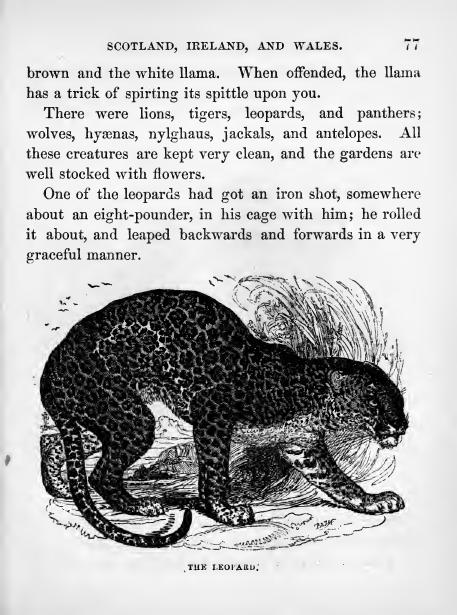 SCOTLAND, IRELAND, AND WALES. 77
brown and the white llama. When offended, the llama
has a trick of spirting its spittle upon you.
There were lions, tigers, leopards, and panthers;
wolves, hyænas, nylghaus, jackals, and antelopes. All
these creatures are kept very clean, and the gardens are
well stocked with flowers.
One of the leopards had got an iron shot, somewhere
about an eight-pounder, in his cage with him; he rolled
it about, and leaped backwards and forwards in a very
graceful manner.
THE LEOPARD.